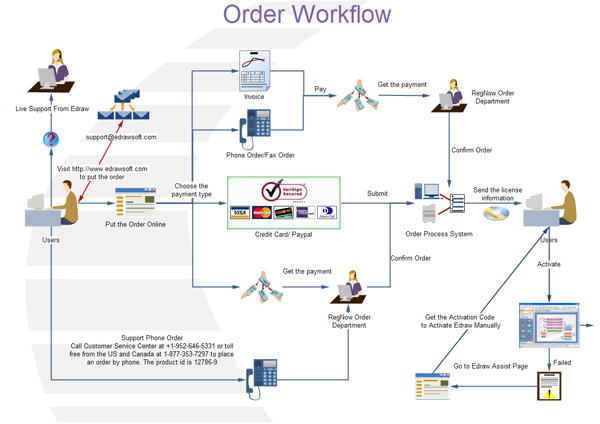 Order Workflow
Live Support From Edraw
support@edrawsoft.com
Visit http://www.edrawsoft.com
to put the order
Users
Put the Order Online
Choose the
payment type
Invoice
Phone Order/Fax Order
Pay
Get the payment
RegNow Order
Department
Confirm Order
VeriSign
Secured
VISA
Credit Card/ Paypal
Submit
Order Process System
Send the license
information
Users
Get the payment
Confirm Order
RegNow Order
Department
Activate
Get the Activation Code
to Activate Edraw Manually
Failed
Go to Edraw Assist Page
Support Phone Order
Call Customer Service Center at +1-952-646-5331 or toll
free from the US and Canada at 1-877-353-7297 to place
an order by phone. The product id is 12786-9